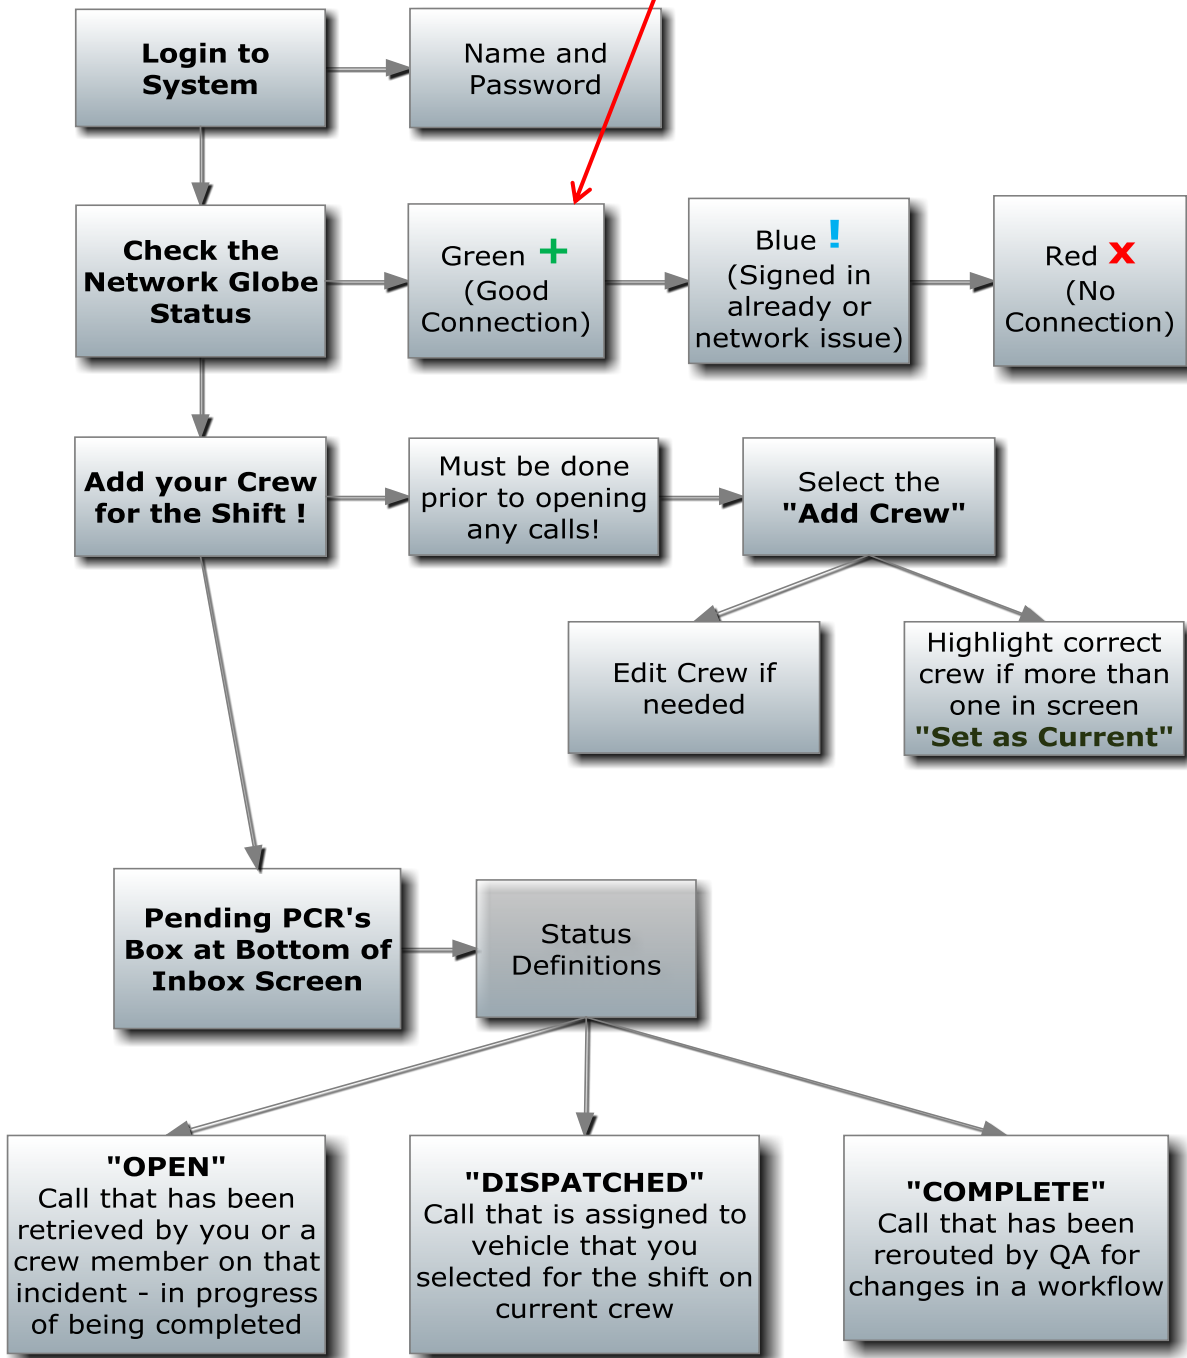 Login to
System
Name and
Password
Check the
Network Globe
Status
Green +
(Good
Connection)
Blue !
(Signed in
already or
network issue)
Red x
(No
Connection)
Add your Crew
for the Shift !
Must be done
prior to opening
any calls!
Select the
"Add Crew"
Edit Crew if
needed
Highlight correct
crew if more than
one in screen
"Set as Current"
Pending PCR's
Box at Bottom of
Inbox Screen
Status
Definitions
"OPEN"
Call that has been
retrieved by you or a
crew member on that
incident - in progress
of being completed
"DISPATCHED"
Call that is assigned to
vehicle that you
selected for the shift on
current crew
"COMPLETE"
Call that has been
rerouted by QA for
changes in a workflow